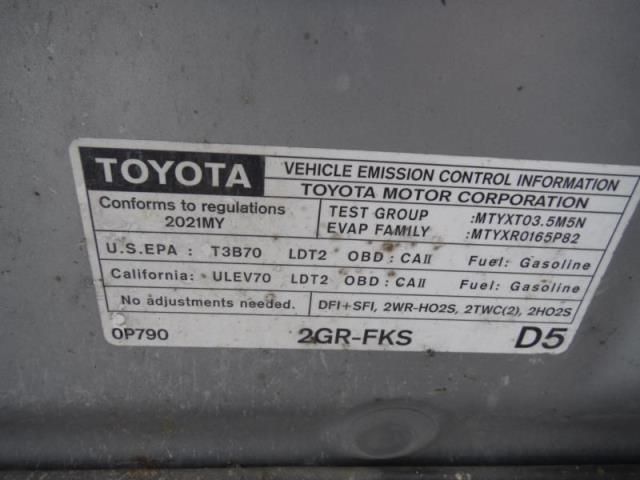 TOYOTA
VEHICLE EMISSION CONTROL INFORMATION
TOYOTA MOTOR CORPORATION
Conforms to regulations
2021MY
TEST GROUP :MTYXT03.5M5N
EVAP FAMILY :MTYXR0165P82
U.S.EPA : T3B70 LDT2 OBD : CAII Fuel: Gasoline
California: ULEV70 LDT2 OBD : CAII Fuel: Gasoline
No adjustments needed. DFI+SFI, 2WR-HO2S, 2TWC(2), 2HO2S
0P790 2GR-FKS D5